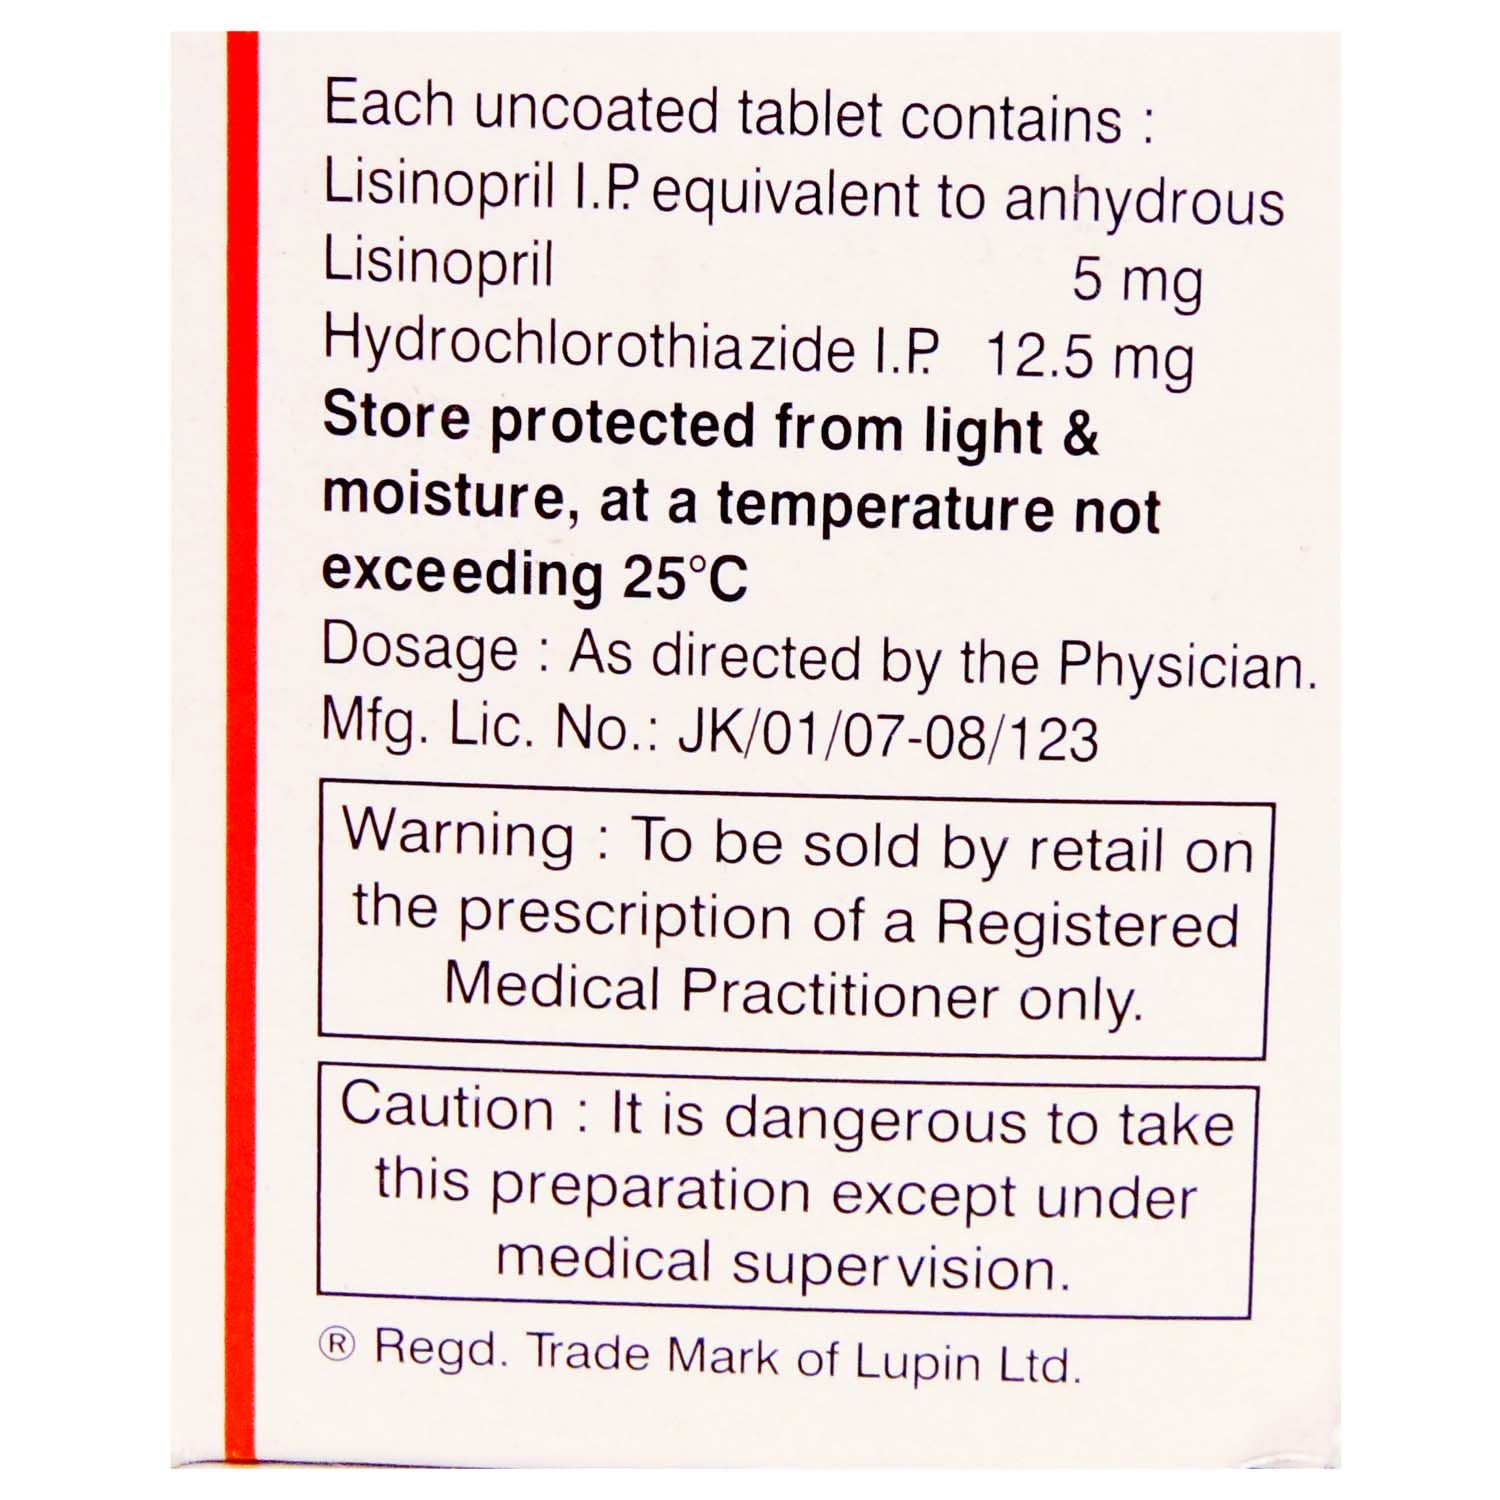 Each uncoated tablet contains :
Lisinopril I.P. equivalent to anhydrous
Lisinopril 5 mg
Hydrochlorothiazide I.P. 12.5 mg
Store protected from light &
moisture, at a temperature not
exceeding 25°C
Dosage : As directed by the Physician.
Mfg. Lic. No.: JK/01/07-08/123
Warning : To be sold by retail on
the prescription of a Registered
Medical Practitioner only.
Caution : It is dangerous to take
this preparation except under
medical supervision.
® Regd. Trade Mark of Lupin Ltd.